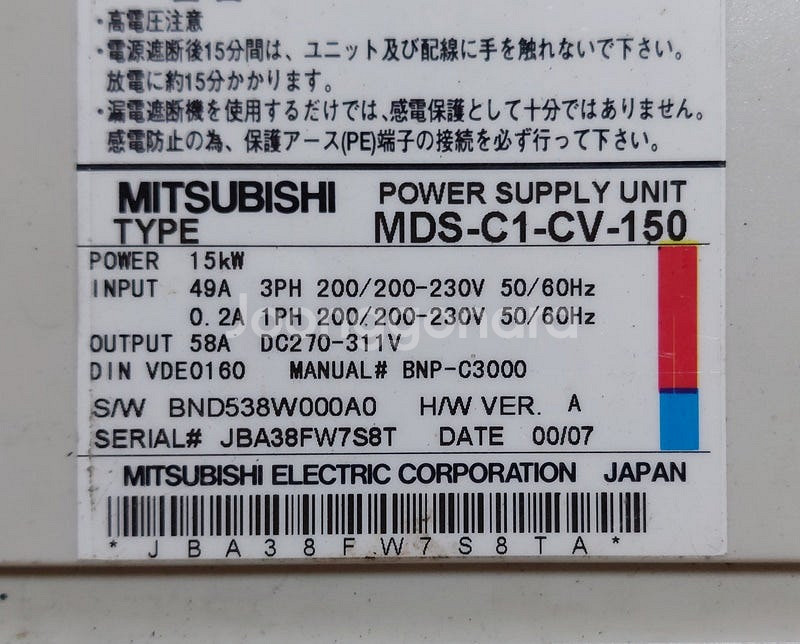 ・高電圧注意
・電源遮断後15分間は、ユニット及び配線に手を触れないで下さい。
放電に約15分かかります。
・漏電遮断機を使用するだけでは、感電保護として十分ではありません。
感電防止の為、保護アース(PE)端子の接続を必ず行って下さい。
MITSUBISHI POWER SUPPLY UNIT
TYPE MDS-C1-CV-150
POWER 15kW
INPUT 49A 3PH 200/200-230V 50/60Hz
0.2A 1PH 200/200-230V 50/60Hz
Joonggonara
OUTPUT 58A DC270-311V
DIN VDE0160 MANUAL# BNP-C3000
S/W BND538W000A0 H/W VER. A
SERIAL# JBA38FW7S8T DATE 00/07
MITSUBISHI ELECTRIC CORPORATION JAPAN
*JBA38FW7S8TA*